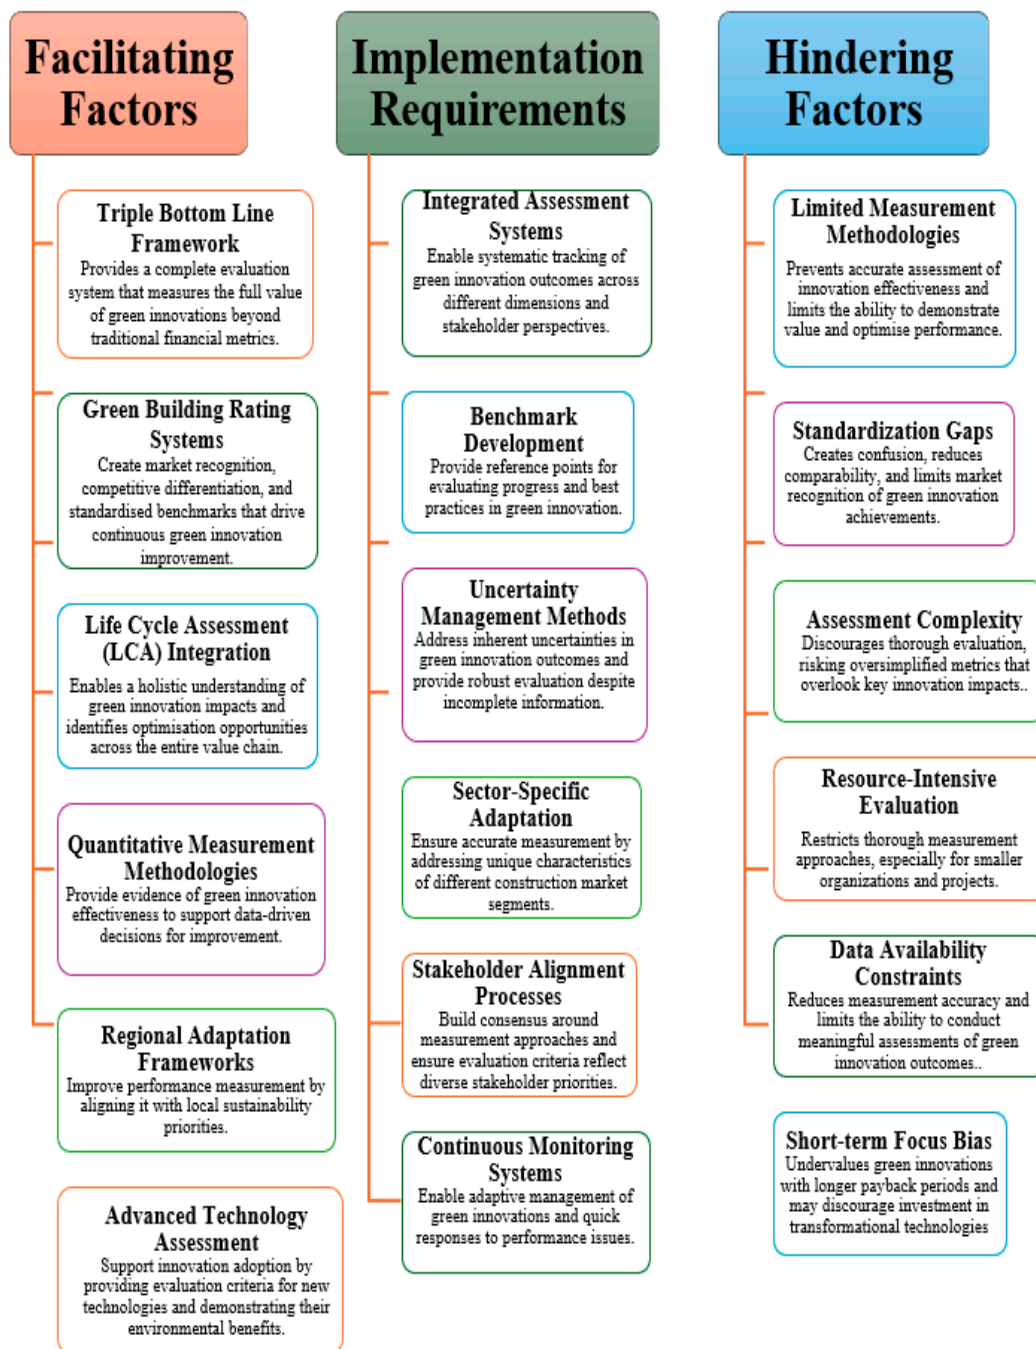 Facilitating
Factors
Triple Bottom Line
Framework
Provides a complete evaluation
system that measures the full value
of green innovations beyond
traditional financial metrics.
Green Building Rating
Systems
Create market recognition,
competitive differentiation, and
standardised benchmarks that drive
continuous green innovation
improvement.
Life Cycle Assessment
(LCA) Integration
Enables a holistic understanding of
green innovation impacts and
identifies optimisation opportunities
across the entire value chain.
Quantitative Measurement
Methodologies
Provide evidence of green innovation
effectiveness to support data-driven
decisions for improvement.
Regional Adaptation
Frameworks
Improve performance measurement by
aligning it with local sustainability
priorities.
Advanced Technology
Assessment
Support innovation adoption by
providing evaluation criteria for new
technologies and demonstrating their
environmental benefits.
Implementation
Requirements
Integrated Assessment
Systems
Enable systematic tracking of
green innovation outcomes across
different dimensions and
stakeholder perspectives.
Benchmark
Development
Provide reference points for
evaluating progress and best
practices in green innovation.
Uncertainty
Management Methods
Address inherent uncertainties in
green innovation outcomes and
provide robust evaluation despite
incomplete information.
Sector-Specific
Adaptation
Ensure accurate measurement by
addressing unique characteristics
of different construction market
segments.
Stakeholder Alignment
Processes
Build consensus around
measurement approaches and
ensure evaluation criteria reflect
diverse stakeholder priorities.
Continuous Monitoring
Systems
Enable adaptive management of
green innovations and quick
responses to performance issues.
Hindering
Factors
Limited Measurement
Methodologies
Prevents accurate assessment of
innovation effectiveness and
limits the ability to demonstrate
value and optimise performance.
Standardization Gaps
Creates confusion, reduces
comparability, and limits market
recognition of green innovation
achievements.
Assessment Complexity
Discourages thorough evaluation,
risking oversimplified metrics that
overlook key innovation impacts..
Resource-Intensive
Evaluation
Restricts thorough measurement
approaches, especially for smaller
organizations and projects.
Data Availability
Constraints
Reduces measurement accuracy and
limits the ability to conduct
meaningful assessments of green
innovation outcomes..
Short-term Focus Bias
Undervalues green innovations
with longer payback periods and
may discourage investment in
transformational technologies